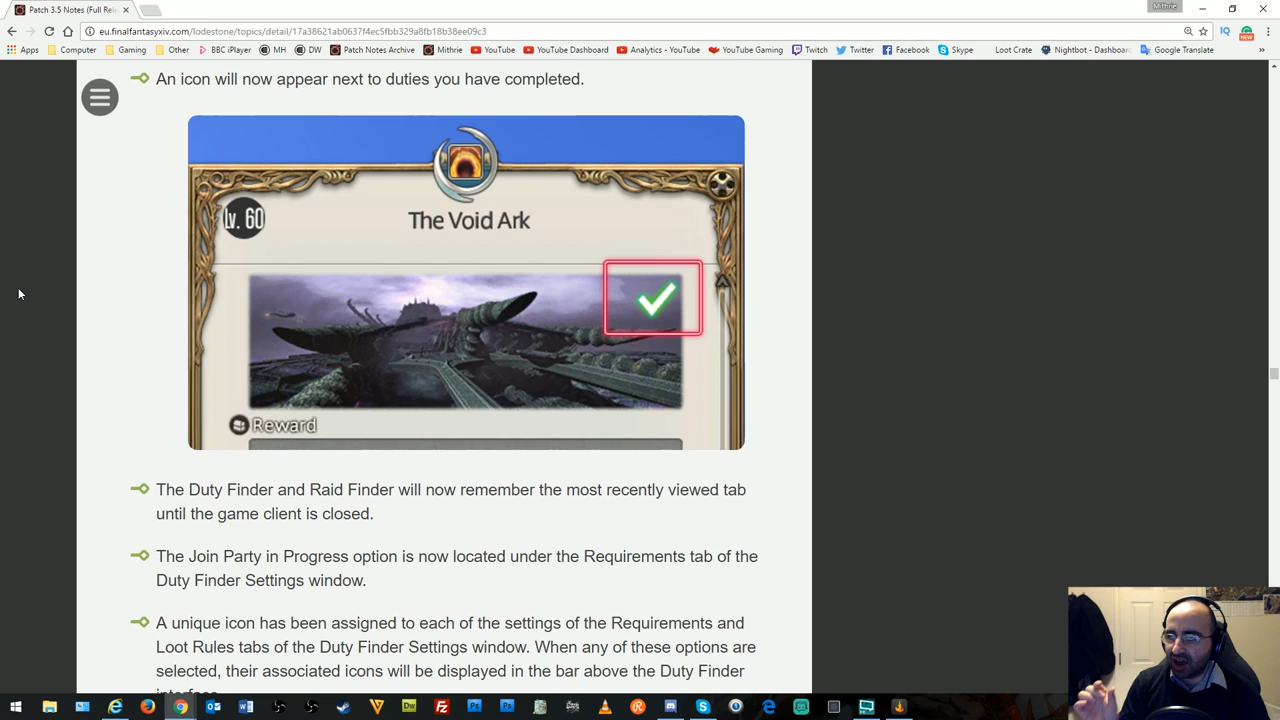 Patch 3.5 Notes (Full Rele
Mithrie
eu.finalfantasyxiv.com/lodestone/topics/detail/17a38621ab0637f4ec5fbb329a8fb18b38ee09c3
Apps Computer Gaming Other BBC iPlayer MH DW Patch Notes Archive Mithrie YouTube YouTube Dashboard Analytics - YouTube YouTube Gaming Twitch Twitter Facebook Skype Loot Crate Nightbot - Dashboard Google Translate »
An icon will now appear next to duties you have completed.
Lv. 60
The Void Ark
Reward
The Duty Finder and Raid Finder will now remember the most recently viewed tab
until the game client is closed.
The Join Party in Progress option is now located under the Requirements tab of the
Duty Finder Settings window.
A unique icon has been assigned to each of the settings of the Requirements and
Loot Rules tabs of the Duty Finder Settings window. When any of these options are
selected, their associated icons will be displayed in the bar above the Duty Finder
interface.